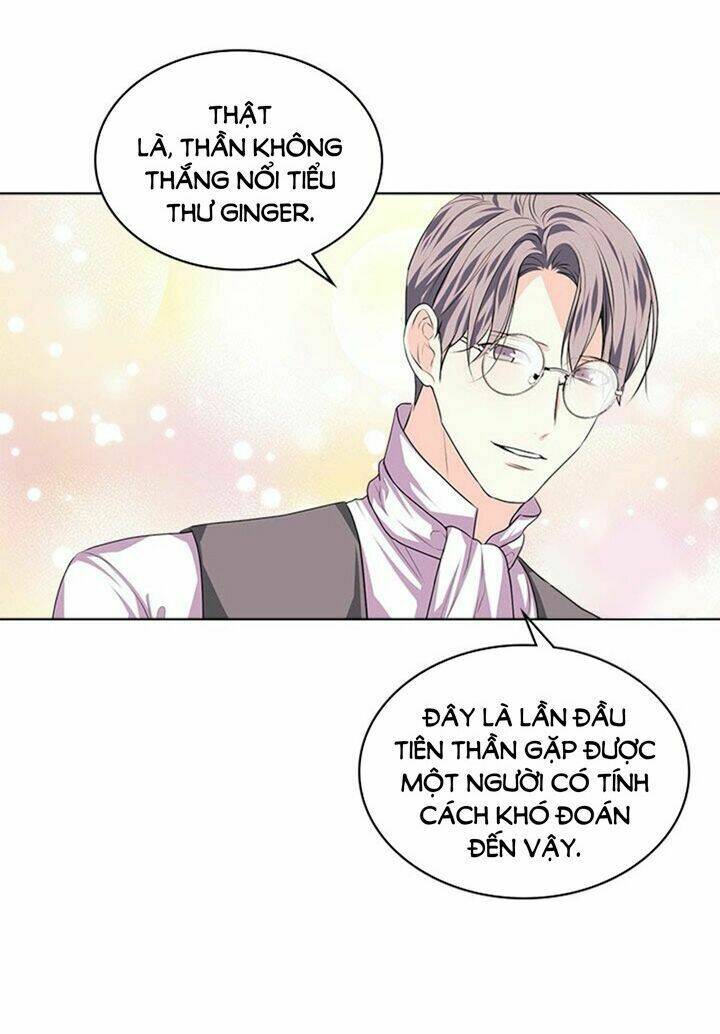 THẬT
LÀ, THẦN KHÔNG
THẮNG NỔI TIỂU
THƯ GINGER.
ĐÂY LÀ LẦN ĐẦU
TIÊN THẦN GẶP ĐƯỢC
MỘT NGƯỜI CÓ TÍNH
CÁCH KHÓ ĐOÁN
ĐẾN VẬY.